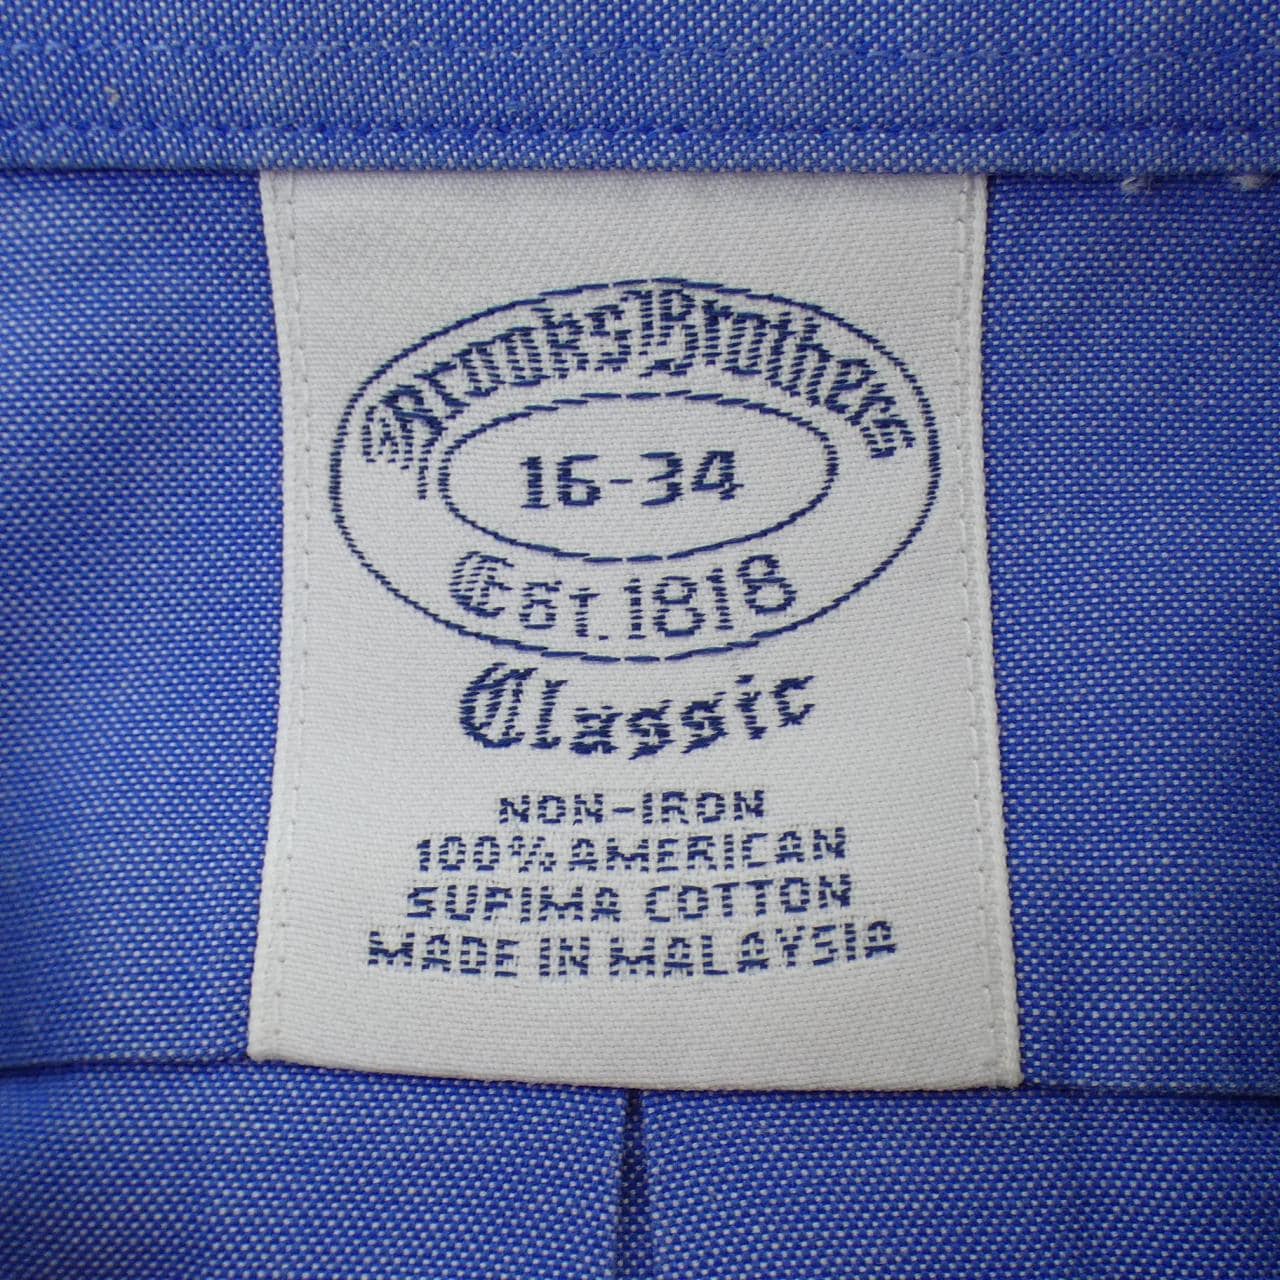 Brooks Brothers
16-34
Est. 1818
Classic
NON-IRON
100% AMERICAN
SUPIMA COTTON
MADE IN MALAYSIA